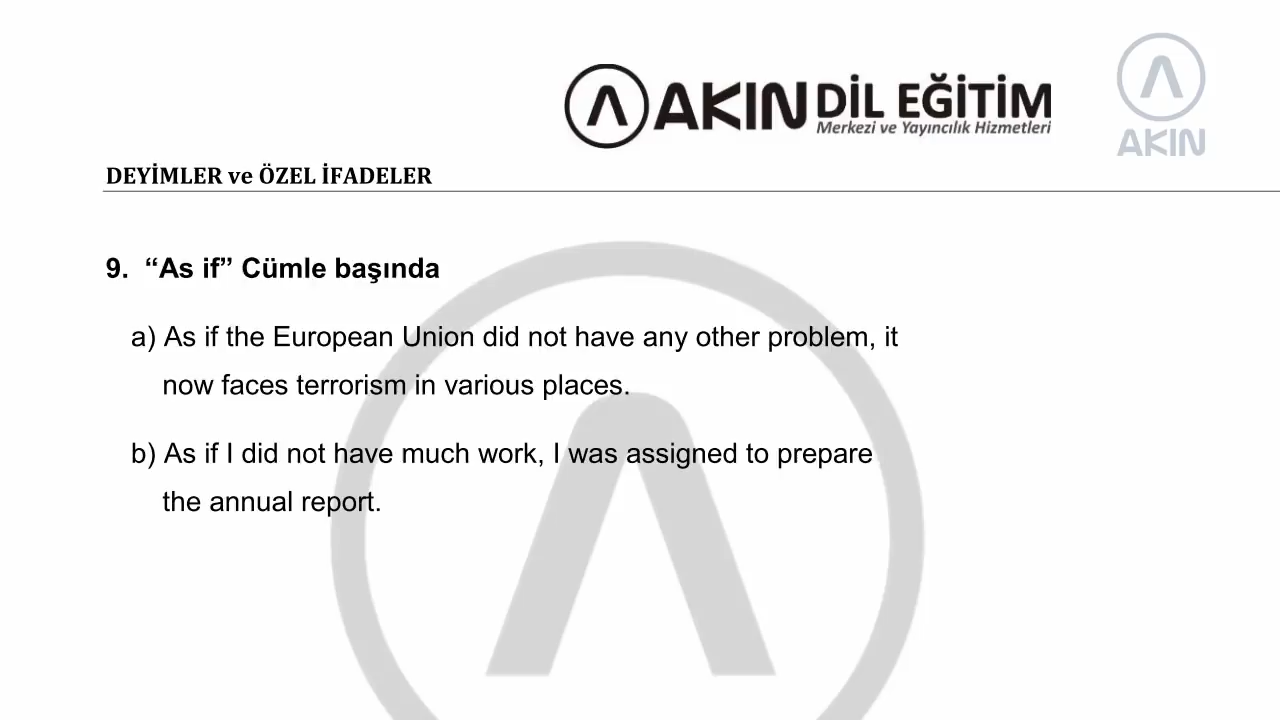 AKIN DİL EĞİTİM
Merkezi ve Yayıncılık Hizmetleri
AKIN
DEYİMLER ve ÖZEL İFADELER
9. “As if” Cümle başında
a) As if the European Union did not have any other problem, it
now faces terrorism in various places.
b) As if I did not have much work, I was assigned to prepare
the annual report.